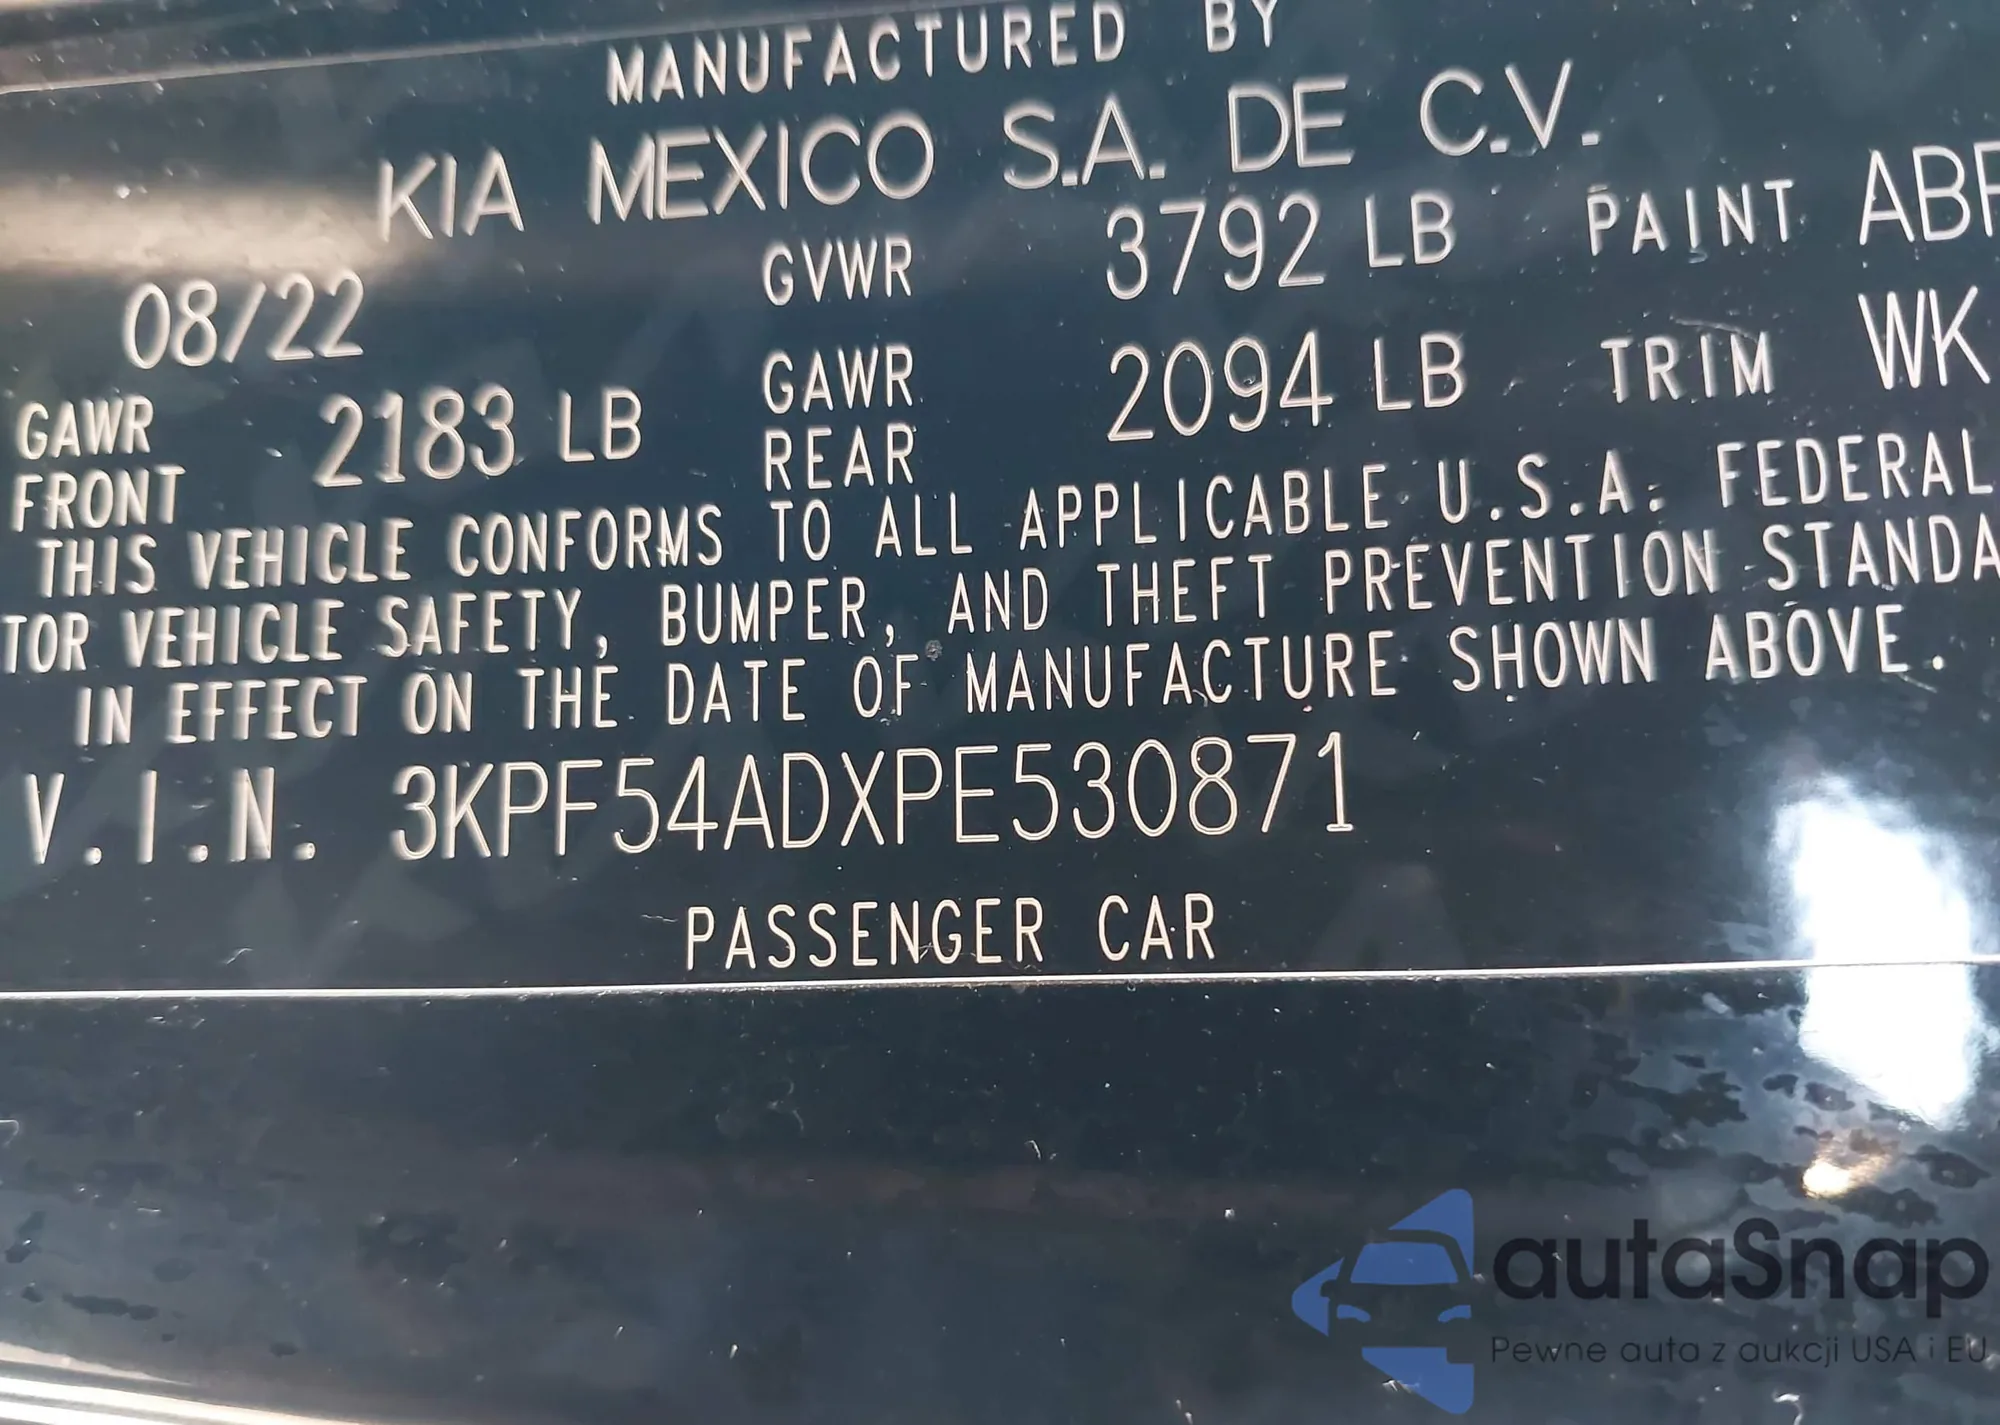 MANUFACTURED BY
KIA MEXICO S.A. DE C.V.
08/22 GVWR 3792 LB PAINT
GAWR FRONT 2183 LB GAWR REAR 2094 LB TRIM WK
THIS VEHICLE CONFORMS TO ALL APPLICABLE U.S.A. FEDERAL
TOR VEHICLE SAFETY, BUMPER, AND THEFT PREVENTION STANDA
IN EFFECT ON THE DATE OF MANUFACTURE SHOWN ABOVE.
V.I.N. 3KPF54ADXPE530871
PASSENGER CAR
autaSnap
Pewne auta z aukcji USA i EU